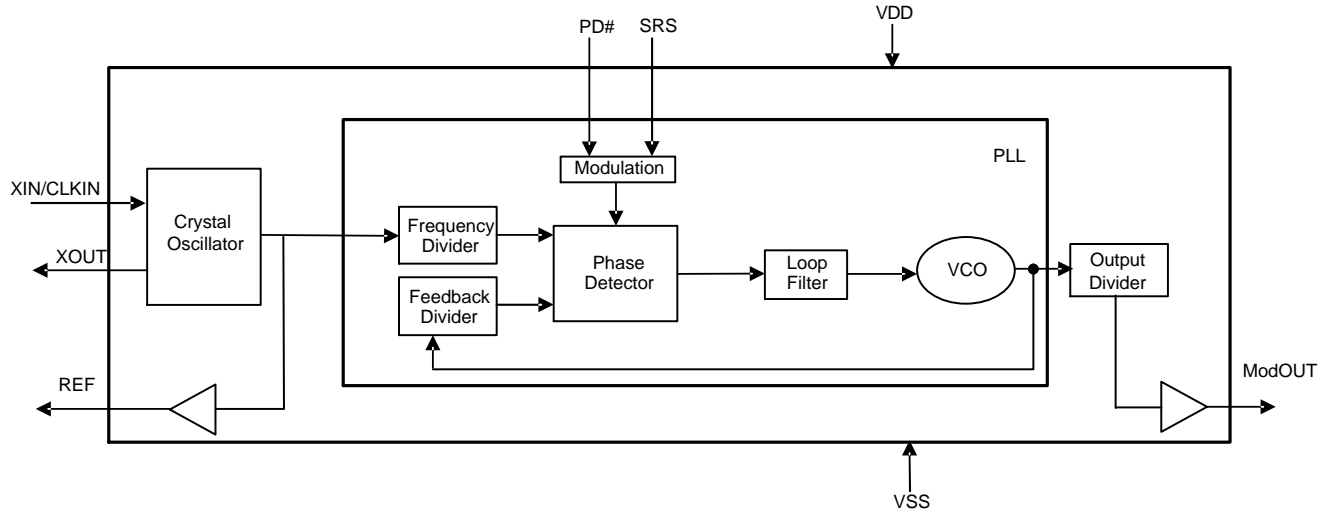 PD#
SRS
VDD
PLL
Modulation
XIN/CLKIN
Crystal
Oscillator
XOUT
Frequency
Divider
Feedback
Divider
Phase
Detector
Loop
Filter
VCO
Output
Divider
REF
ModOUT
VSS